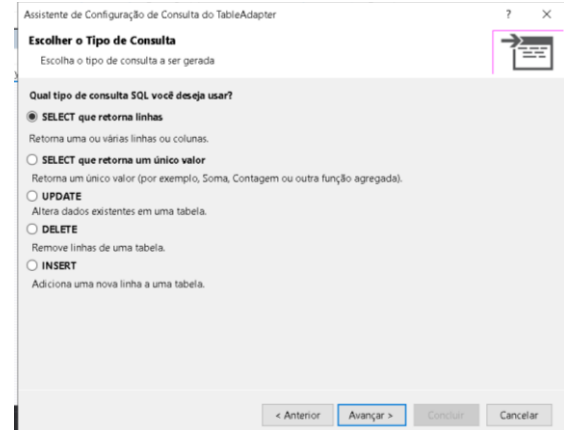 Assistente de Configuração de Consulta do TableAdapter
Escolher o Tipo de Consulta
Escolha o tipo de consulta a ser gerada
Qual tipo de consulta SQL você deseja usar?
SELECT que retorna linhas
Retorna uma ou várias linhas ou colunas.
SELECT que retorna um único valor
Retorna um único valor (por exemplo, Soma, Contagem ou outra função agregada).
UPDATE
Altera dados existentes em uma tabela.
DELETE
Remove linhas de uma tabela.
INSERT
Adiciona uma nova linha a uma tabela.
< Anterior Avançar > Concluir Cancelar